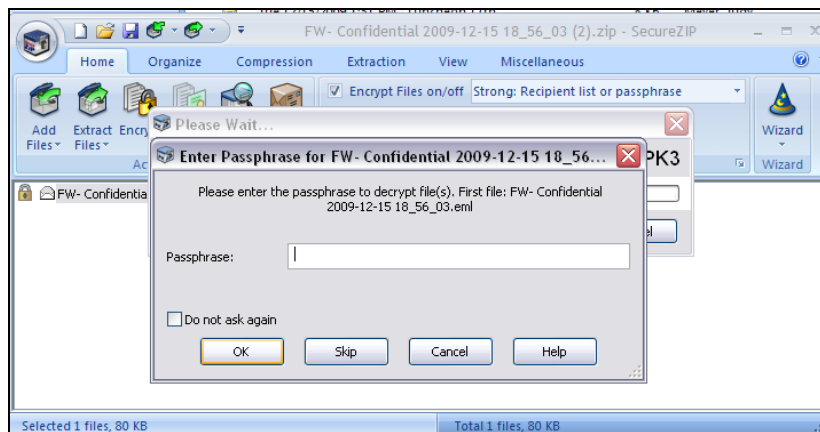 FW- Confidential 2009-12-15 18_56_03 (2).zip - SecureZIP
Home Organize Compression Extraction View Miscellaneous
Encrypt Files on/off Strong: Recipient list or passphrase
Add Files
Extract Files
Encry
Wizard
Please Wait...
PK3
Wizard
Ac
Enter Passphrase for FW- Confidential 2009-12-15 18_56...
Please enter the passphrase to decrypt file(s). First file: FW- Confidential
2009-12-15 18_56_03.eml
FW- Confidentia
Passphrase:
Do not ask again
OK Skip Cancel Help
Selected 1 files, 80 KB Total 1 files, 80 KB